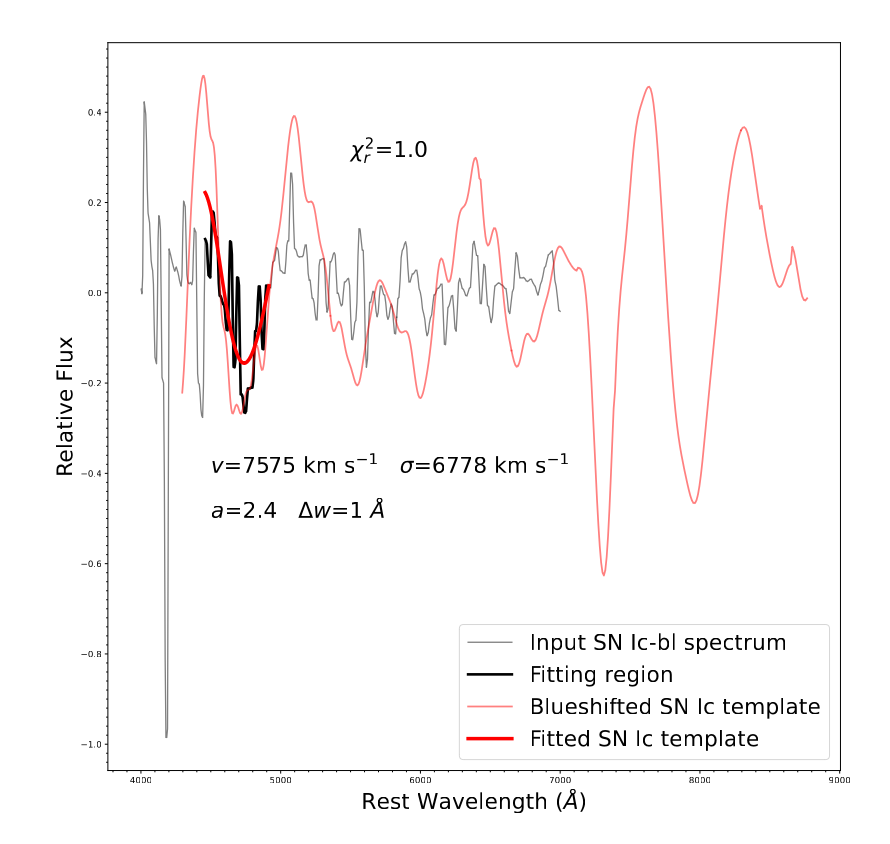 0.4
0.2
0.0
−0.2
−0.4
−0.6
−0.8
−1.0
Relative Flux
χ²ᵣ=1.0
v=7575 km s⁻¹ σ=6778 km s⁻¹
a=2.4 Δw=1 Å
Input SN Ic-bl spectrum
Fitting region
Blueshifted SN Ic template
Fitted SN Ic template
4000 5000 6000 7000 8000 9000
Rest Wavelength (Å)